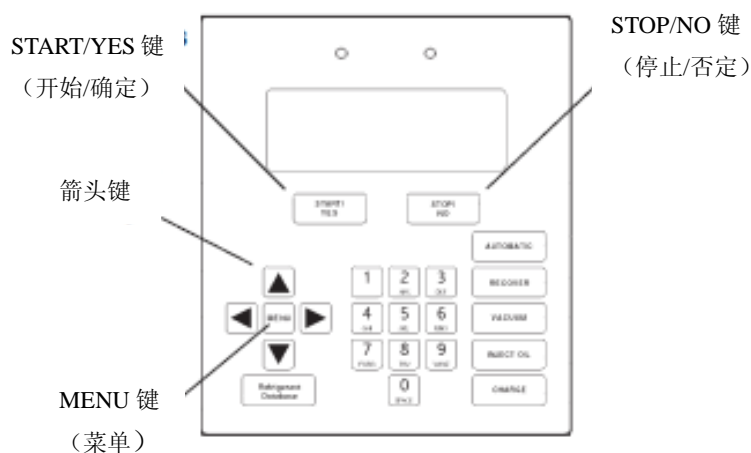 START/YES 键
（开始/确定）
STOP/NO 键
（停止/否定）
START/
YES
STOP/
NO
箭头键
AUTOMATIC
1
2
3
RECOVER
MENU
4
5
6
VACUUM
7
8
9
INJECT OIL
Refrigerant
Database
0
CHARGE
MENU 键
（菜单）